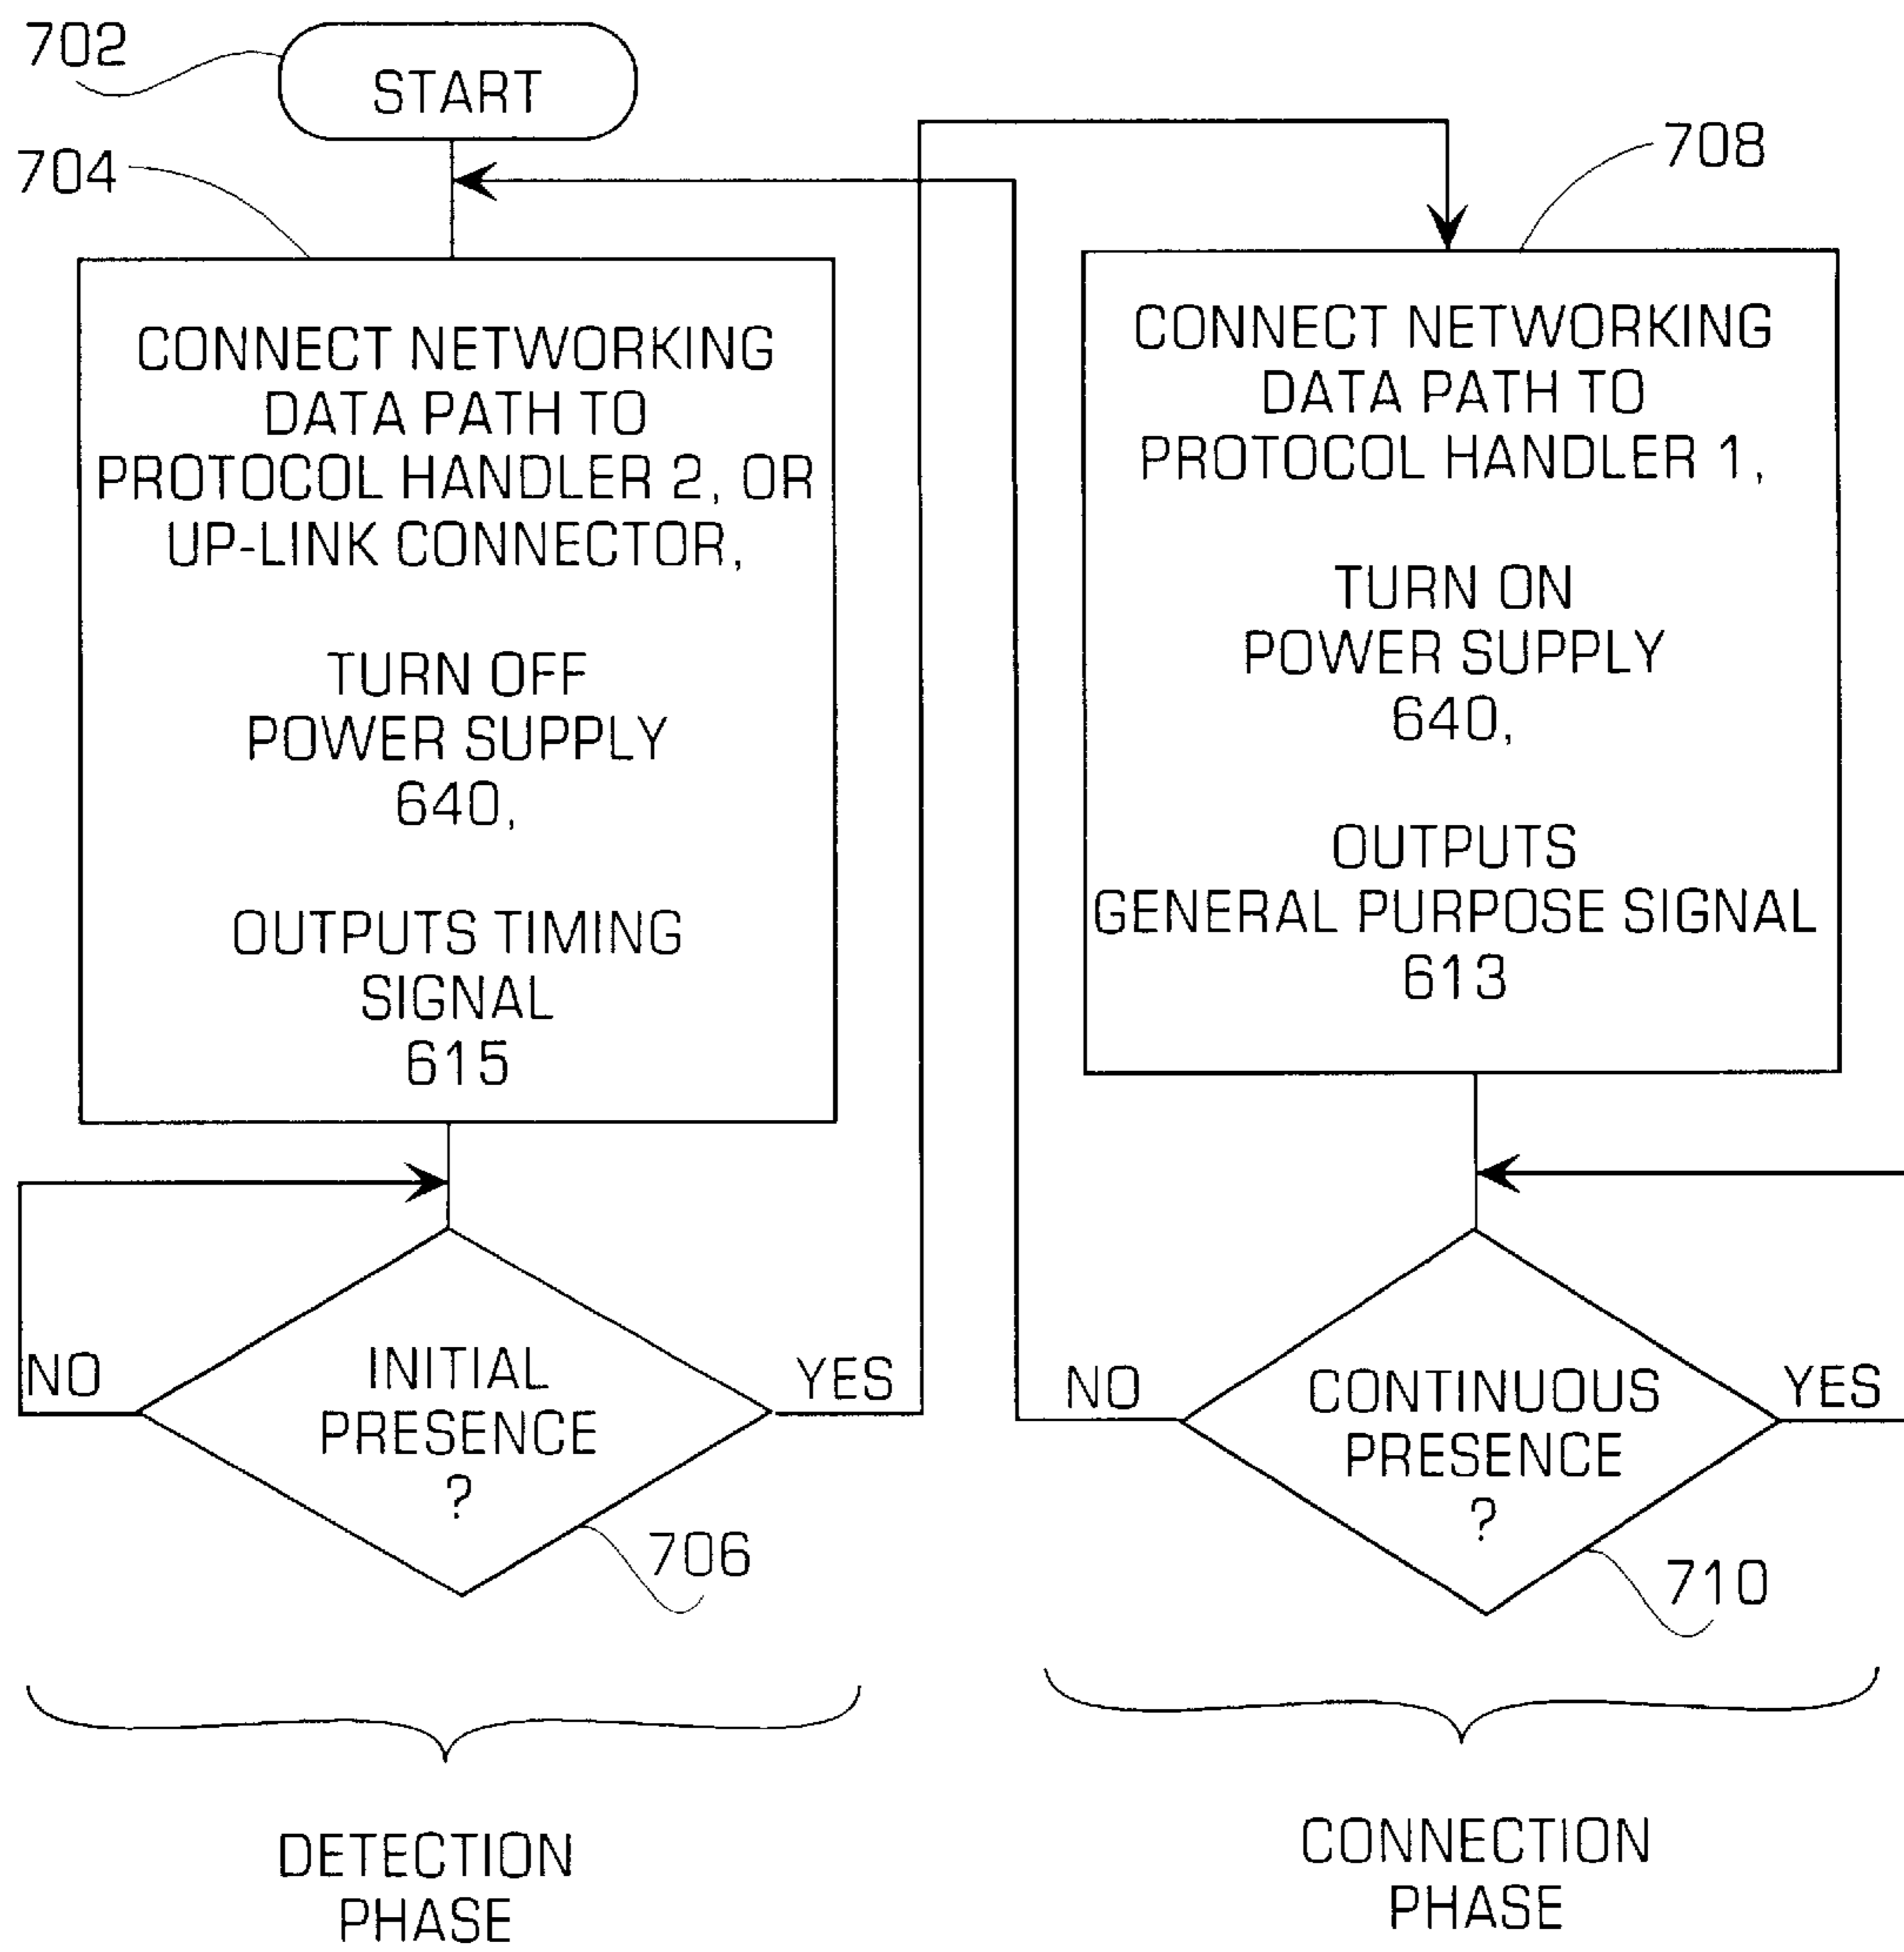 702
START
704
CONNECT NETWORKING
DATA PATH TO
PROTOCOL HANDLER 2, OR
UP-LINK CONNECTOR,
TURN OFF
POWER SUPPLY
640,
OUTPUTS TIMING
SIGNAL
615
NO
INITIAL
PRESENCE
?
YES
706
DETECTION
PHASE
708
CONNECT NETWORKING
DATA PATH TO
PROTOCOL HANDLER 1,
TURN ON
POWER SUPPLY
640,
OUTPUTS
GENERAL PURPOSE SIGNAL
613
NO
CONTINUOUS
PRESENCE
?
YES
710
CONNECTION
PHASE